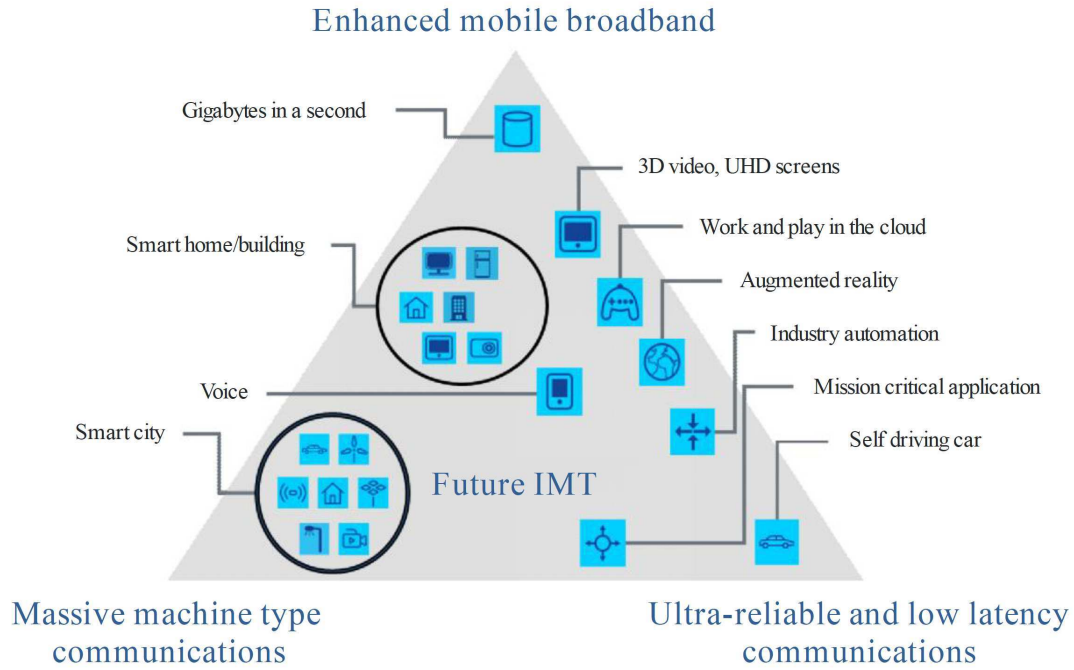 Enhanced mobile broadband
Gigabytes in a second
3D video, UHD screens
Work and play in the cloud
Smart home/building
Augmented reality
Industry automation
Mission critical application
Voice
Smart city
Self driving car
Future IMT
Massive machine type
communications
Ultra-reliable and low latency
communications